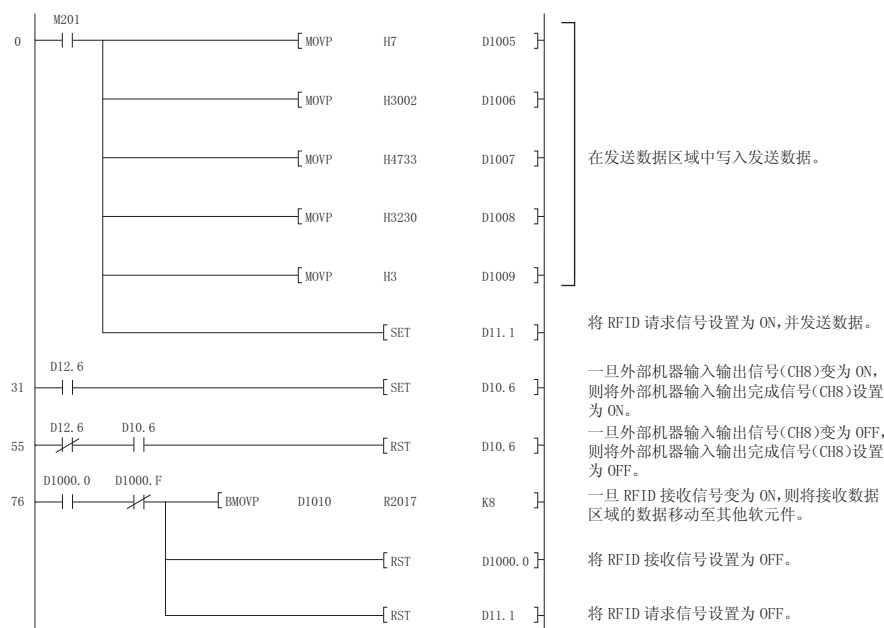 M201
0 MOVP H7 D1005
MOVP H3002 D1006
MOVP H4733 D1007
在发送数据区域中写入发送数据。
MOVP H3230 D1008
MOVP H3 D1009
SET D11.1
将 RFID 请求信号设置为 ON,并发送数据。
D12.6
31 SET D10.6
一旦外部机器输入输出信号(CH8)变为 ON,
则将外部机器输入输出完成信号(CH8)设置
为 ON。
D12.6 D10.6
55 RST D10.6
一旦外部机器输入输出信号(CH8)变为 OFF,
则将外部机器输入输出完成信号(CH8)设置
为 OFF。
D1000.0 D1000.F
76 BMOVP D1010 R2017 K8
一旦 RFID 接收信号变为 ON,则将接收数据
区域的数据移动至其他软元件。
RST D1000.0
将 RFID 接收信号设置为 OFF。
RST D11.1
将 RFID 请求信号设置为 OFF。